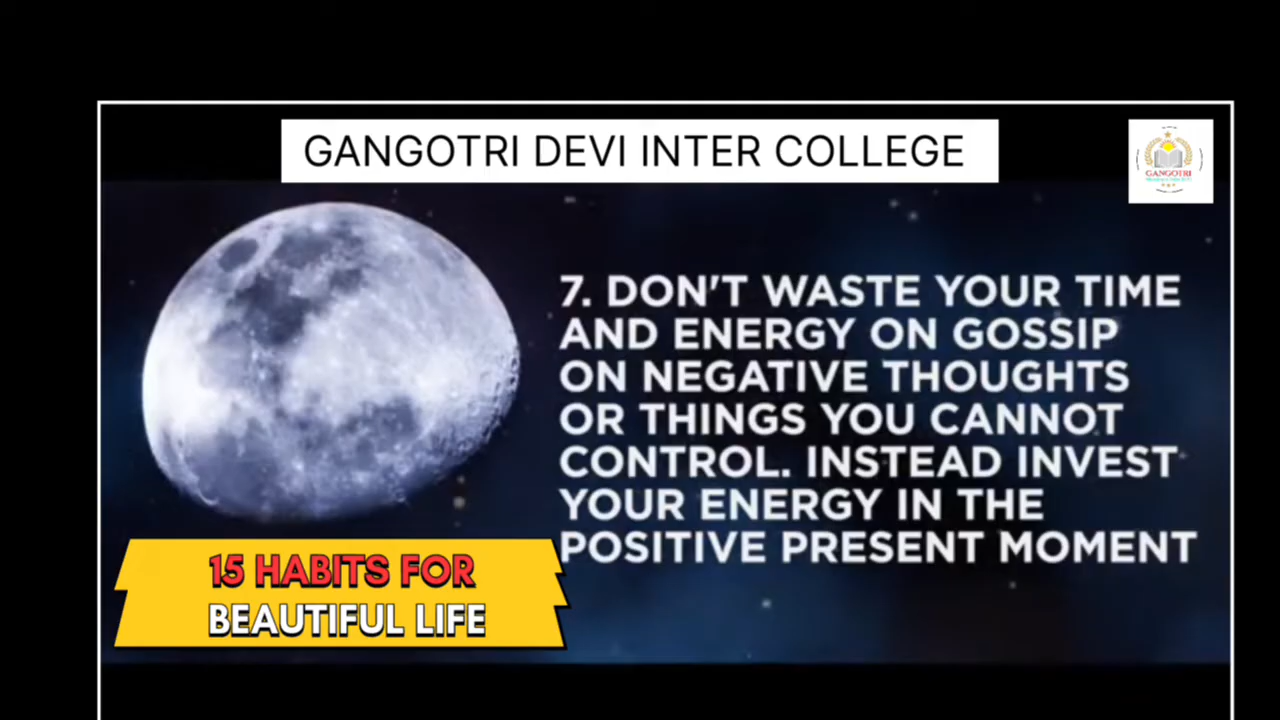 GANGOTRI DEVI INTER COLLEGE
GANGOTRI
7. DON'T WASTE YOUR TIME
AND ENERGY ON GOSSIP
ON NEGATIVE THOUGHTS
OR THINGS YOU CANNOT
CONTROL. INSTEAD INVEST
YOUR ENERGY IN THE
POSITIVE PRESENT MOMENT
15 HABITS FOR
BEAUTIFUL LIFE